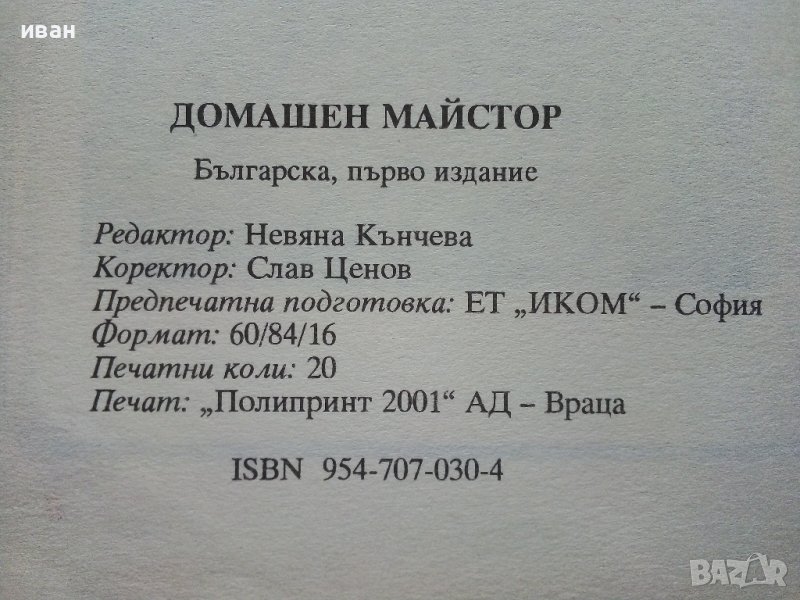 иван
ДОМАШЕН МАЙСТОР
Българска, първо издание
Редактор: Невяна Кънчева
Коректор: Слав Ценов
Предпечатна подготовка: ЕТ „ИКОМ“ – София
Формат: 60/84/16
Печатни коли: 20
Печат: „Полипринт 2001“ АД – Враца
ISBN 954-707-030-4
BAZAR